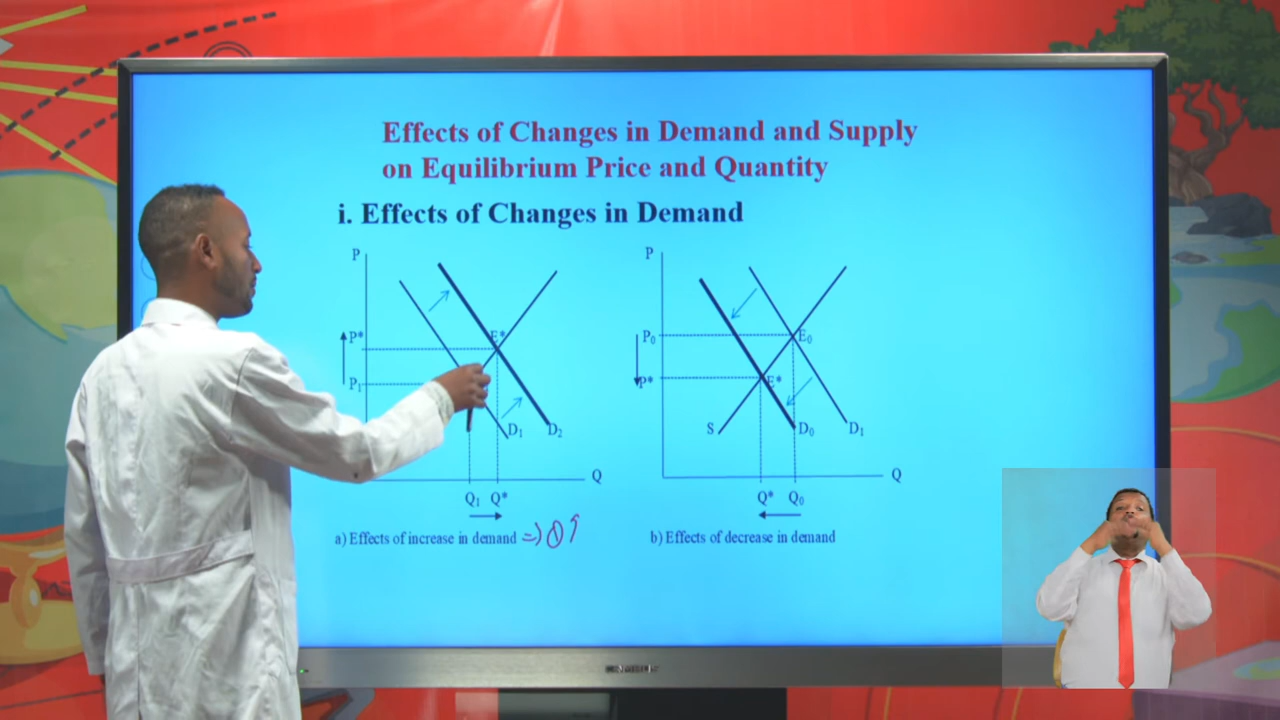 Effects of Changes in Demand and Supply
on Equilibrium Price and Quantity
i. Effects of Changes in Demand
P
P*
P₁
E*
D₁
D₂
Q
Q₁
Q*
a) Effects of increase in demand => Q↑
P
P₀
P*
E₀
E*
S
D₀
D₁
Q
Q*
Q₀
b) Effects of decrease in demand